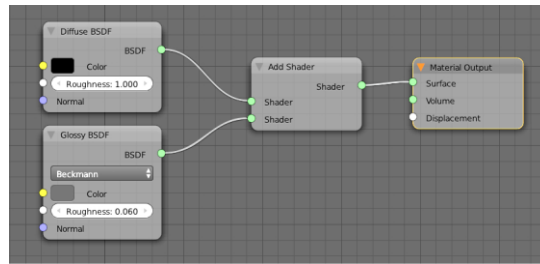 Diffuse BSDF
BSDF
Color
Roughness: 1.000
Normal
Glossy BSDF
BSDF
Beckmann
Color
Roughness: 0.060
Normal
Add Shader
Shader
Shader
Shader
Material Output
Surface
Volume
Displacement